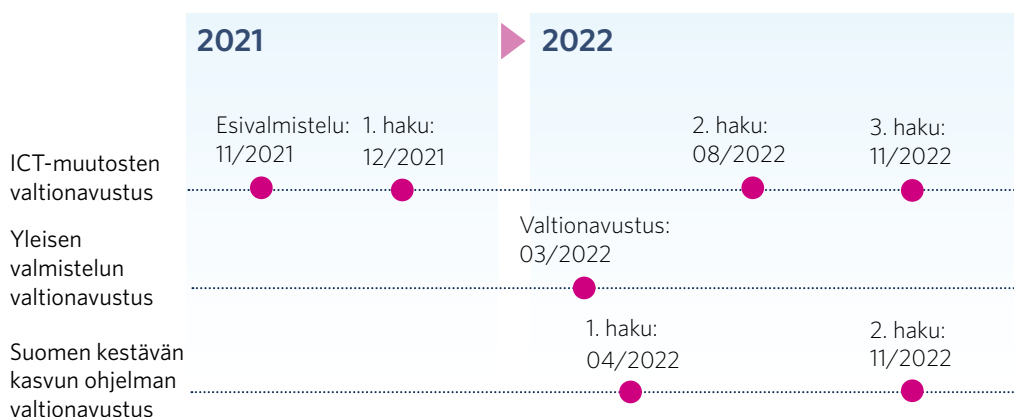 2021
2022
Esivalmistelu:
11/2021
1. haku:
12/2021
2. haku:
08/2022
3. haku:
11/2022
ICT-muutosten
valtionavustus
Valtionavustus:
03/2022
Yleisen
valmistelun
valtionavustus
1. haku:
04/2022
2. haku:
11/2022
Suomen kestävän
kasvun ohjelman
valtionavustus